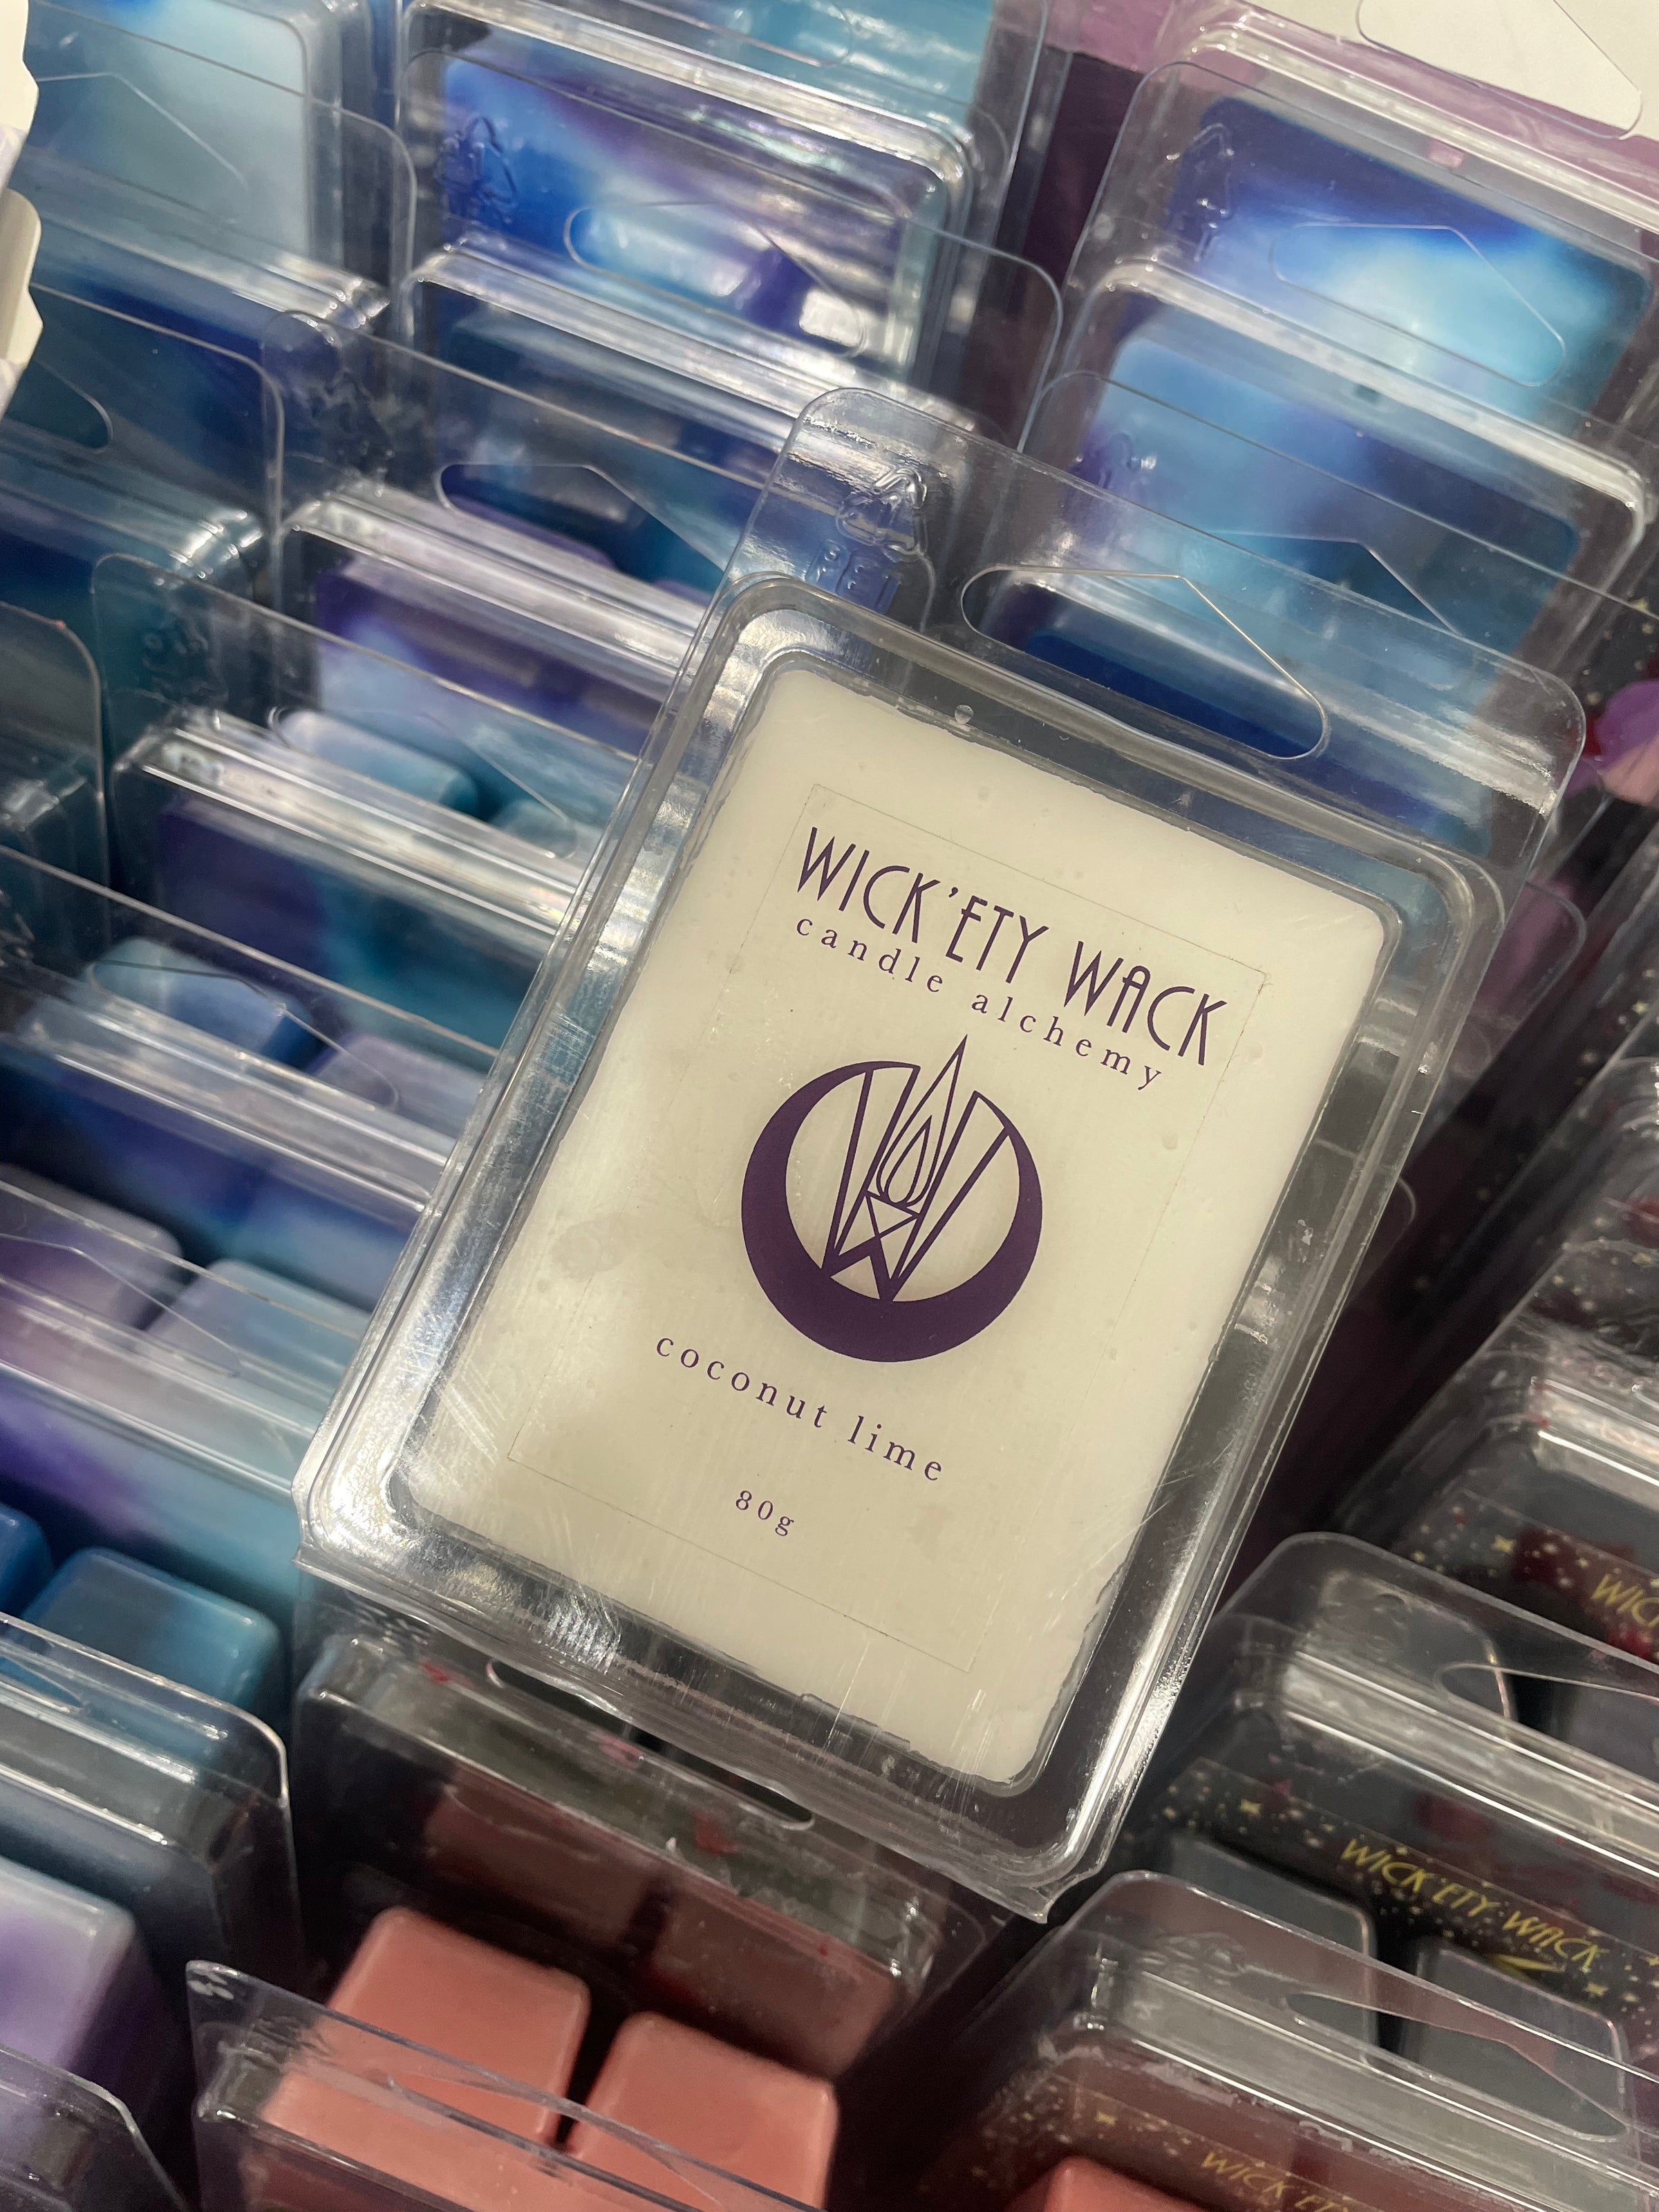 WICK'ETY WACK
candle alchemy
coconut lime
80g
WICK'ETY WACK